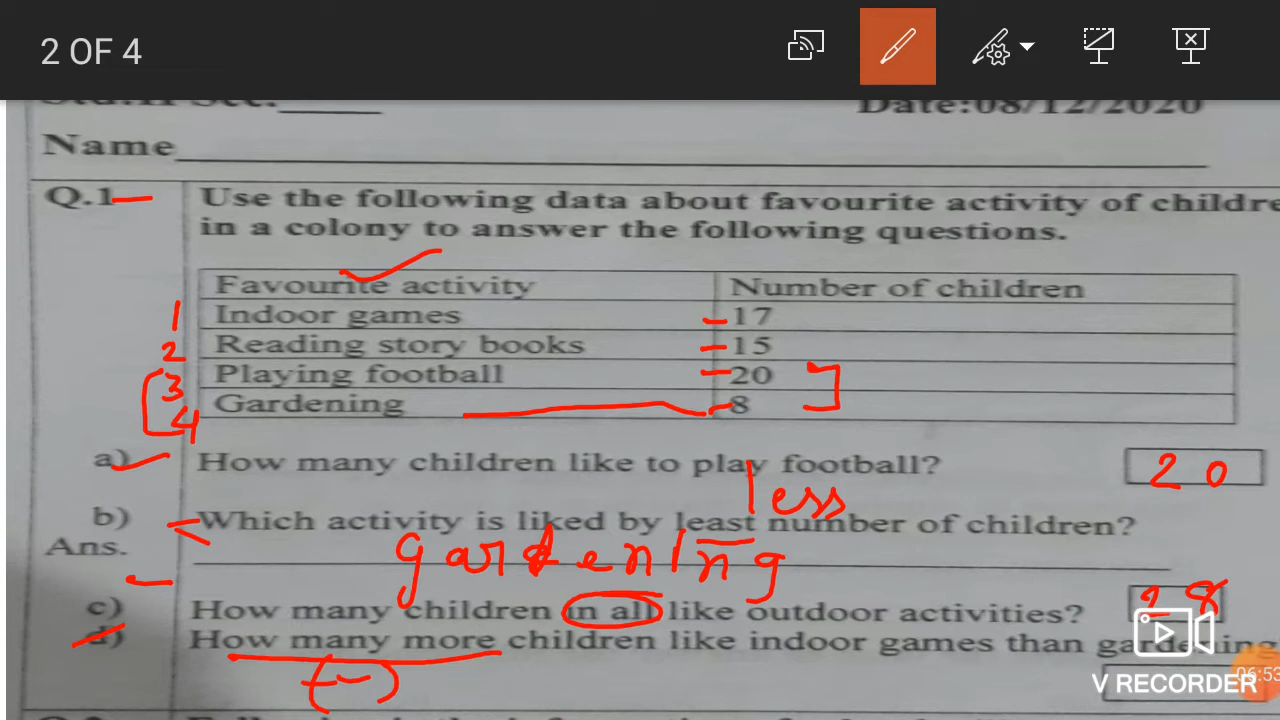 2 OF 4
Date:08/12/2020
Name
Q.1 Use the following data about favourite activity of childre
in a colony to answer the following questions.
Favourite activity Number of children
1 Indoor games 17
2 Reading story books 15
3 Playing football 20
4 Gardening 8
a) How many children like to play football? 20
less
b) Which activity is liked by least number of children?
Ans. gardening
c) How many children in all like outdoor activities? 28
d) How many more children like indoor games than gardening
(-)
V RECORDER
06:53